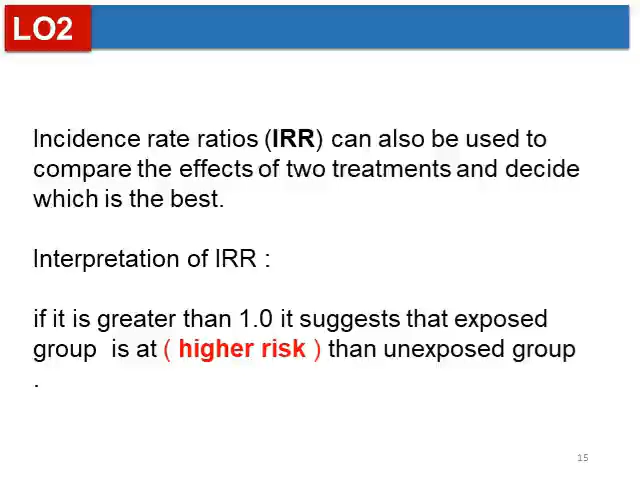 LO2
Incidence rate ratios (IRR) can also be used to
compare the effects of two treatments and decide
which is the best.
Interpretation of IRR :
if it is greater than 1.0 it suggests that exposed
group is at ( higher risk ) than unexposed group
.
15